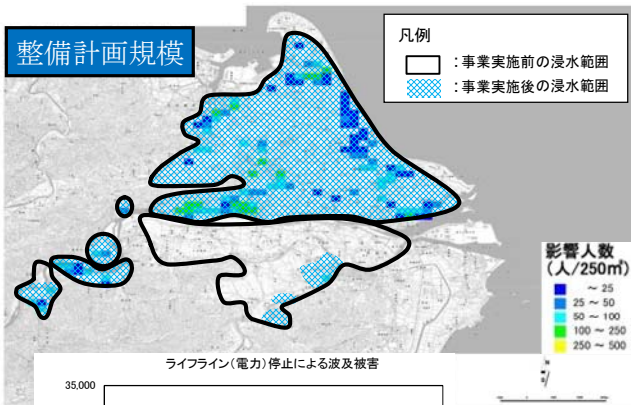 整備計画規模
凡例
：事業実施前の浸水範囲
：事業実施後の浸水範囲
影響人数
(人/250㎡)
～ 25
25 ～ 50
50 ～ 100
100 ～ 250
250 ～ 500
ライフライン(電力)停止による波及被害
35,000